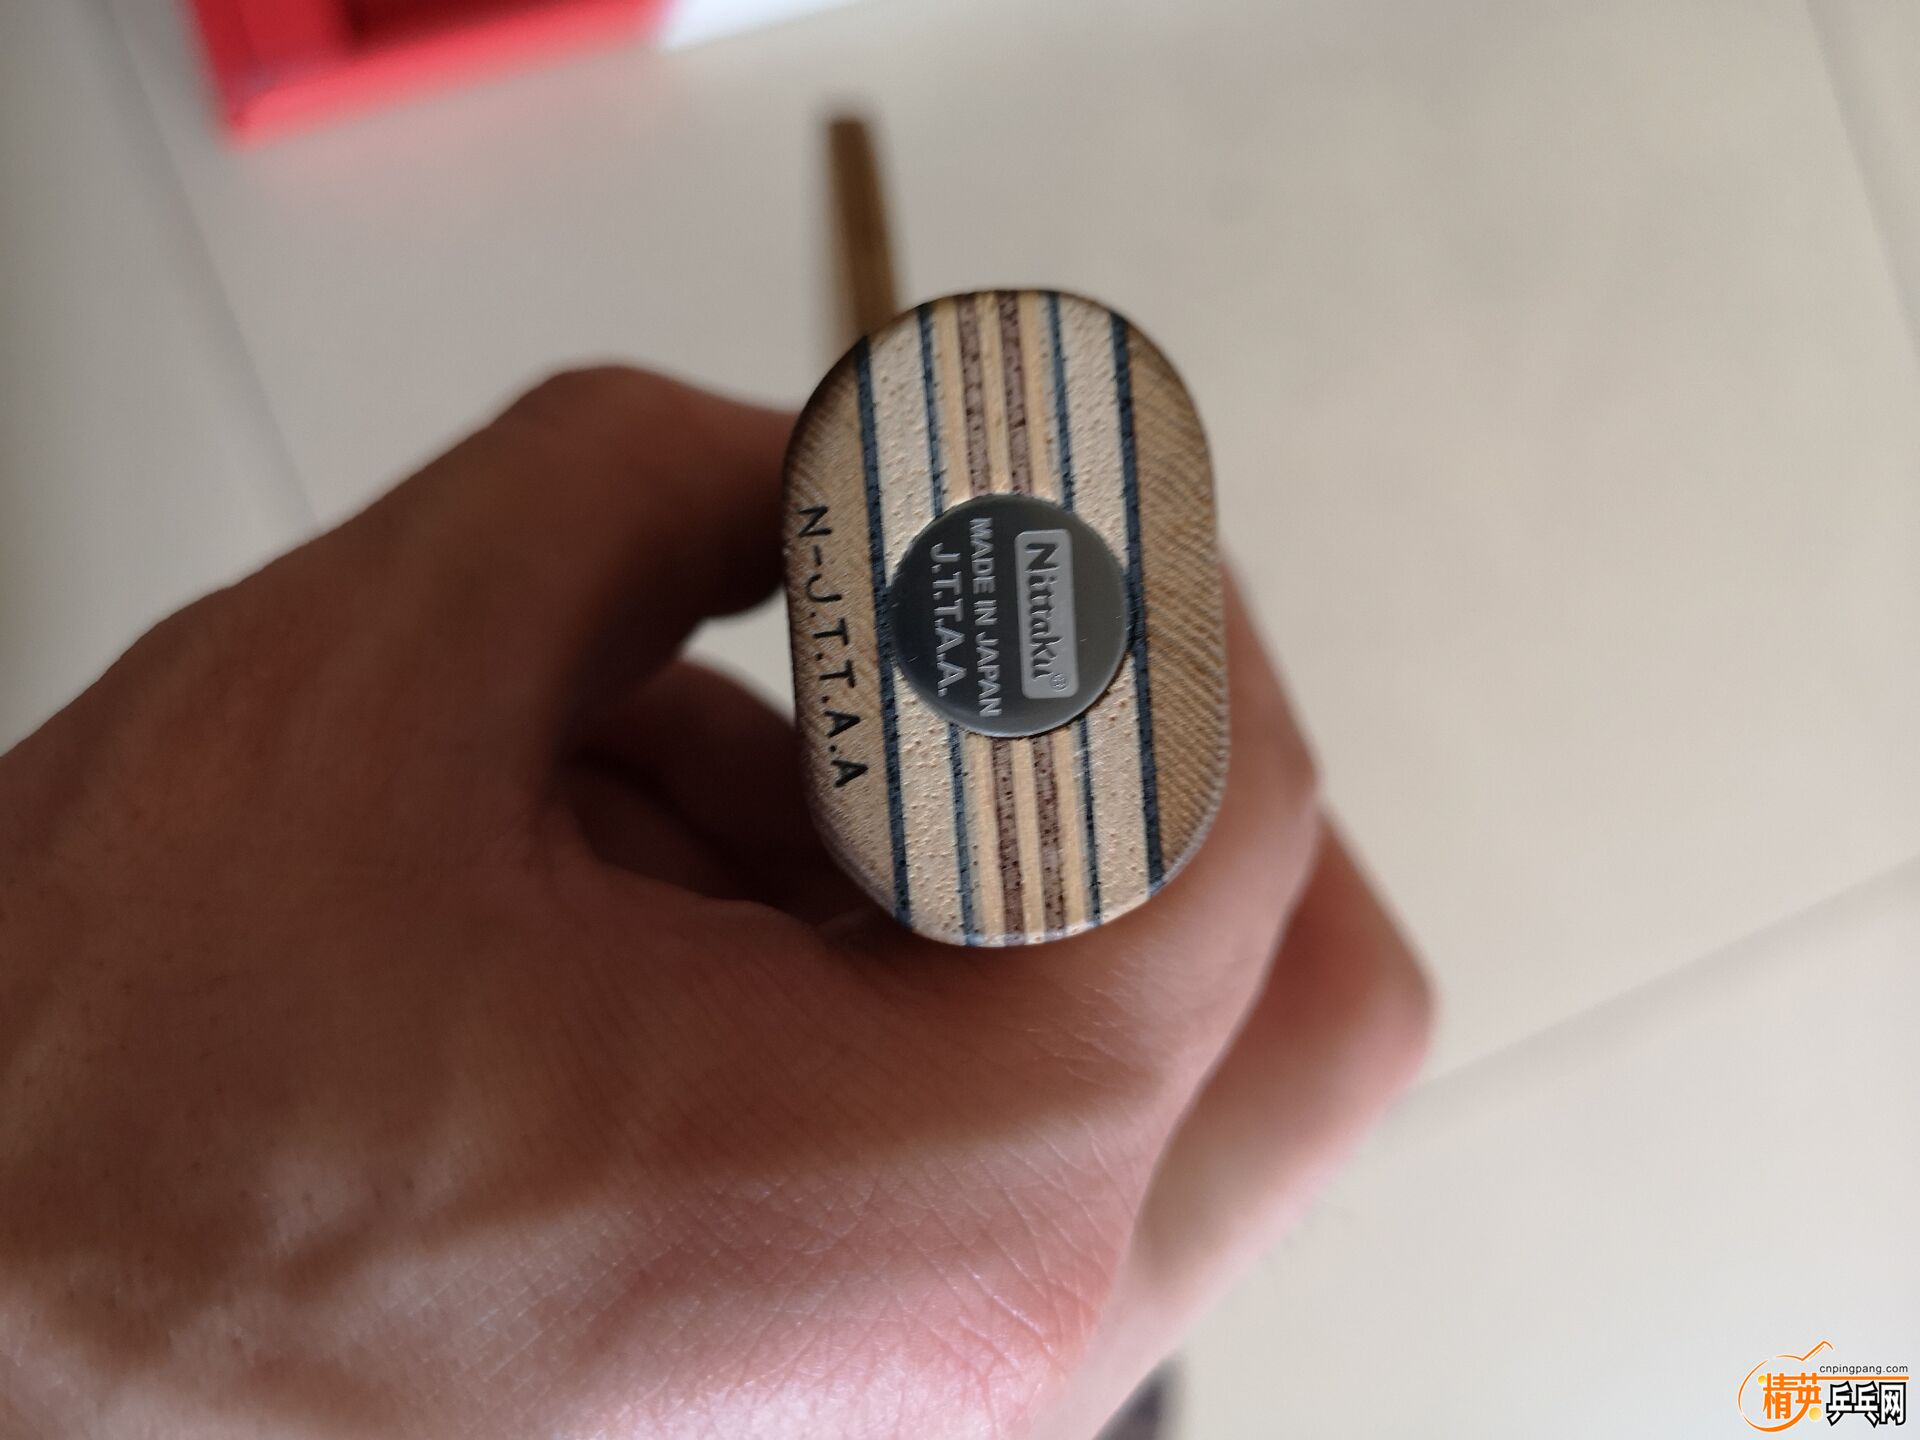 Nittaku®
MADE IN JAPAN
J.T.T.A.A.
N-J.T.T.A.A
cnpingpang.com
精英乒乓网